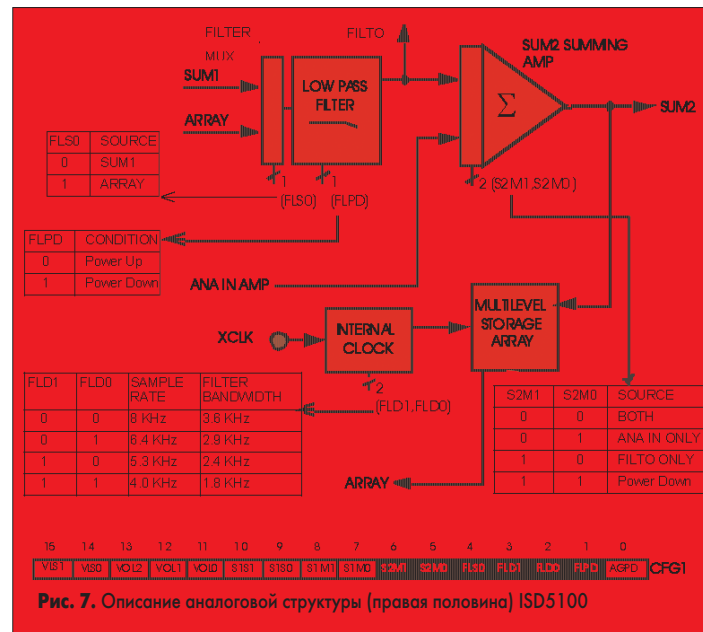 FILTER
MUX
FILTO
SUM2 SUMMING
AMP
SUM1
ARRAY
LOW PASS
FILTER
Σ
SUM2
FLS0 SOURCE
0 SUM1
1 ARRAY
1
(FLS0)
1
(FLPD)
2 (S2M1,S2M0)
FLPD CONDITION
0 Power Up
1 Power Down
ANA IN AMP
XCLK
INTERNAL
CLOCK
MULTILEVEL
STORAGE
ARRAY
2
(FLD1,FLD0)
FLD1 FLD0 SAMPLE RATE FILTER BANDWIDTH
0 0 8 KHz 3.6 KHz
0 1 6.4 KHz 2.9 KHz
1 0 5.3 KHz 2.4 KHz
1 1 4.0 KHz 1.8 KHz
S2M1 S2M0 SOURCE
0 0 BOTH
0 1 ANA IN ONLY
1 0 FILTO ONLY
1 1 Power Down
ARRAY
15 14 13 12 11 10 9 8 7 6 5 4 3 2 1 0
VLS1 VLS0 VOL2 VOL1 VOL0 S1S1 S1S0 S1M1 S1M0 S2M1 S2M0 FLS0 FLD1 FLD0 FLPD AGPD CFG1
Рис. 7. Описание аналоговой структуры (правая половина) ISD5100